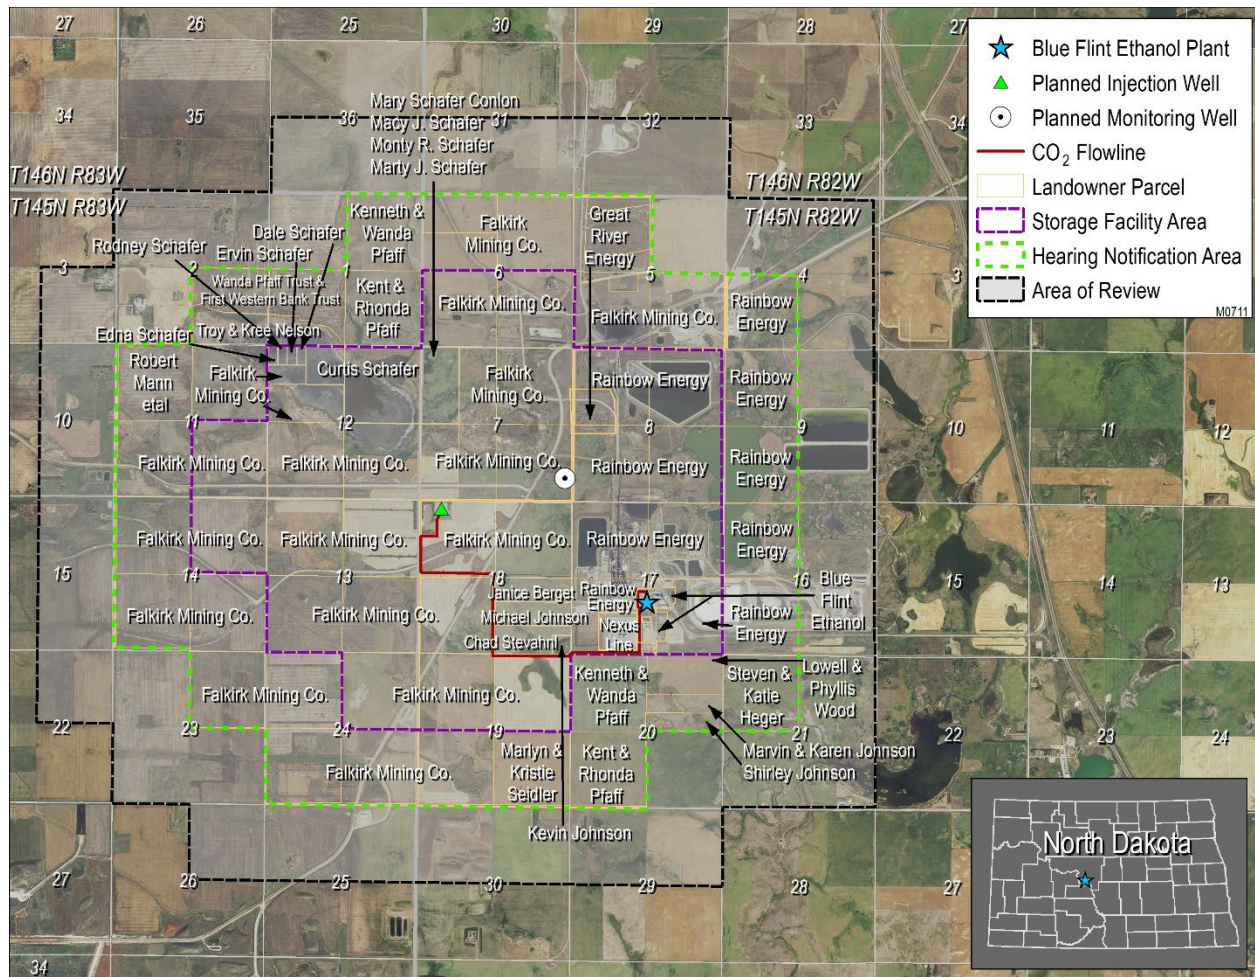 27
26
25
30
29
28
27
Blue Flint Ethanol Plant
Planned Injection Well
Planned Monitoring Well
CO₂ Flowline
Landowner Parcel
Storage Facility Area
Hearing Notification Area
Area of Review
M0711
34
35
36
31
32
33
34
Mary Schafer Conlon
Macy J. Schafer
Monty R. Schafer
Marty J. Schafer
T146N R83W
T145N R83W
T146N R82W
T145N R82W
3
2
1
6
5
4
3
Rodney Schafer
Ervin Schafer
Dale Schafer
Wanda Pfaff Trust &
First Western Bank Trust
Edna Schafer
Troy & Kree Nelson
Kenneth &
Wanda
Pfaff
Falkirk
Mining Co.
Great
River
Energy
Kent &
Rhonda
Pfaff
Falkirk Mining Co.
Falkirk Mining Co.
Rainbow
Energy
Robert
Mann
etal
Falkirk
Mining Co.
Curtis Schafer
Falkirk
Mining Co.
Rainbow Energy
Rainbow
Energy
10
11
12
7
8
9
10
11
12
Falkirk Mining Co.
Falkirk Mining Co.
Falkirk Mining Co.
Rainbow Energy
Rainbow
Energy
Falkirk Mining Co.
Falkirk Mining Co.
Falkirk Mining Co.
Rainbow Energy
Rainbow
Energy
15
14
13
18
17
16
15
14
13
Janice Berget
Michael Johnson
Chad Stevahn
Rainbow
Energy
Nexus
Line
Rainbow
Energy
Blue
Flint
Ethanol
Falkirk Mining Co.
Falkirk Mining Co.
Falkirk Mining Co.
Falkirk Mining Co.
Kenneth &
Wanda
Pfaff
Steven &
Katie
Heger
Lowell &
Phyllis
Wood
22
23
24
19
20
21
22
23
24
Marvin & Karen Johnson
Shirley Johnson
Falkirk Mining Co.
Marlyn &
Kristie
Seidler
Kent &
Rhonda
Pfaff
Kevin Johnson
27
26
25
30
29
28
27
34
North Dakota